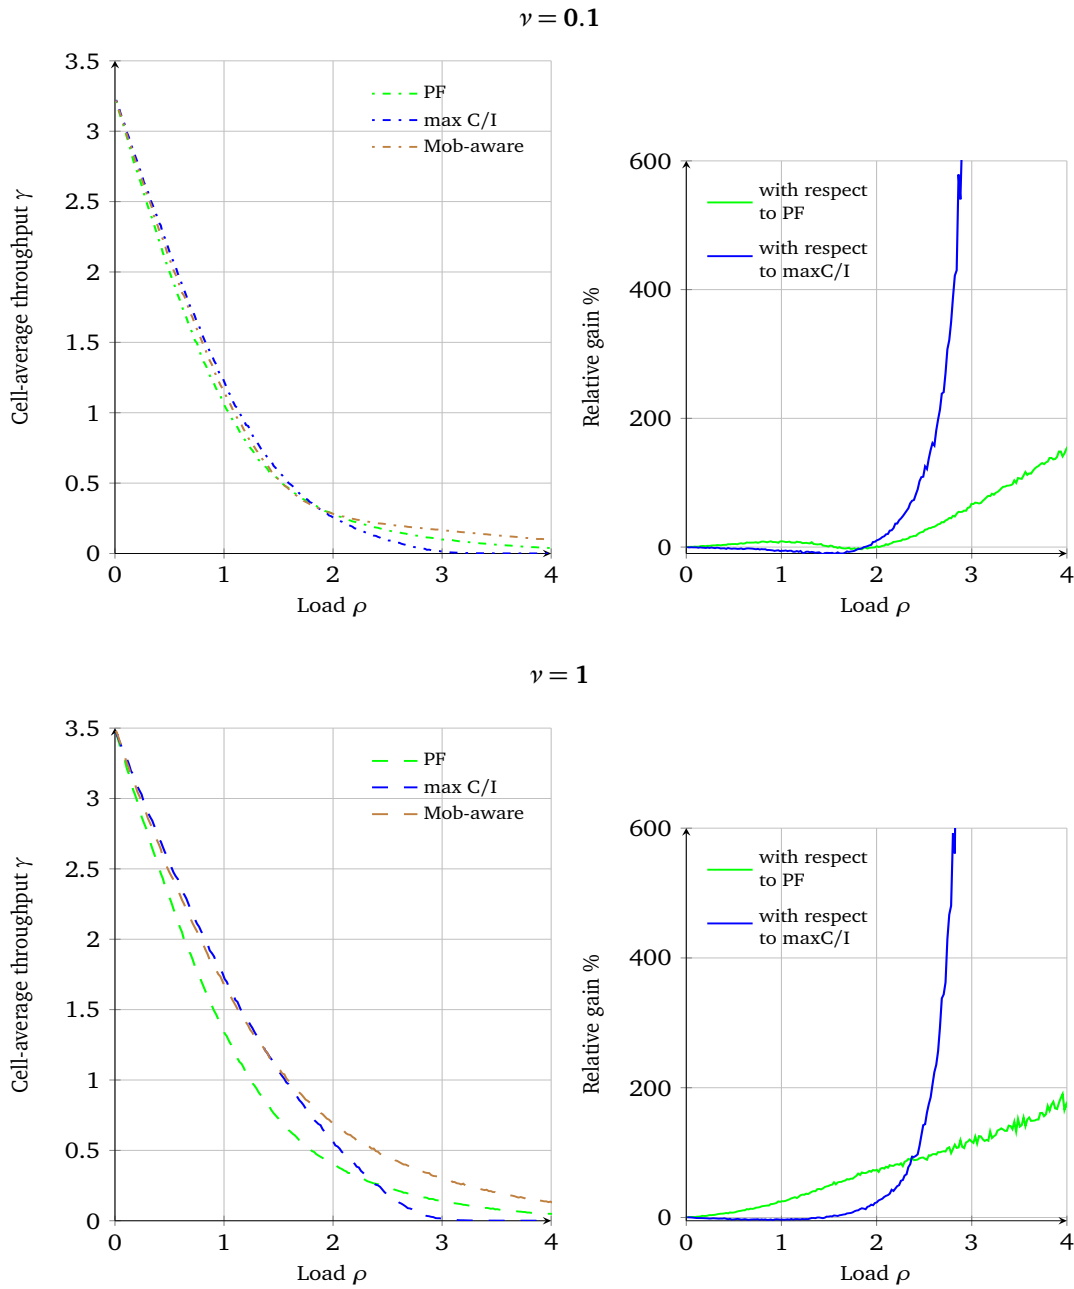 ν = 0.1
3.5
3
2.5
2
1.5
1
0.5
0
0 1 2 3 4
Cell-average throughput γ
Load ρ
PF
max C/I
Mob-aware
600
400
200
0
0 1 2 3 4
Relative gain %
Load ρ
with respect
to PF
with respect
to maxC/I
ν = 1
3.5
3
2.5
2
1.5
1
0.5
0
0 1 2 3 4
Cell-average throughput γ
Load ρ
PF
max C/I
Mob-aware
600
400
200
0
0 1 2 3 4
Relative gain %
Load ρ
with respect
to PF
with respect
to maxC/I